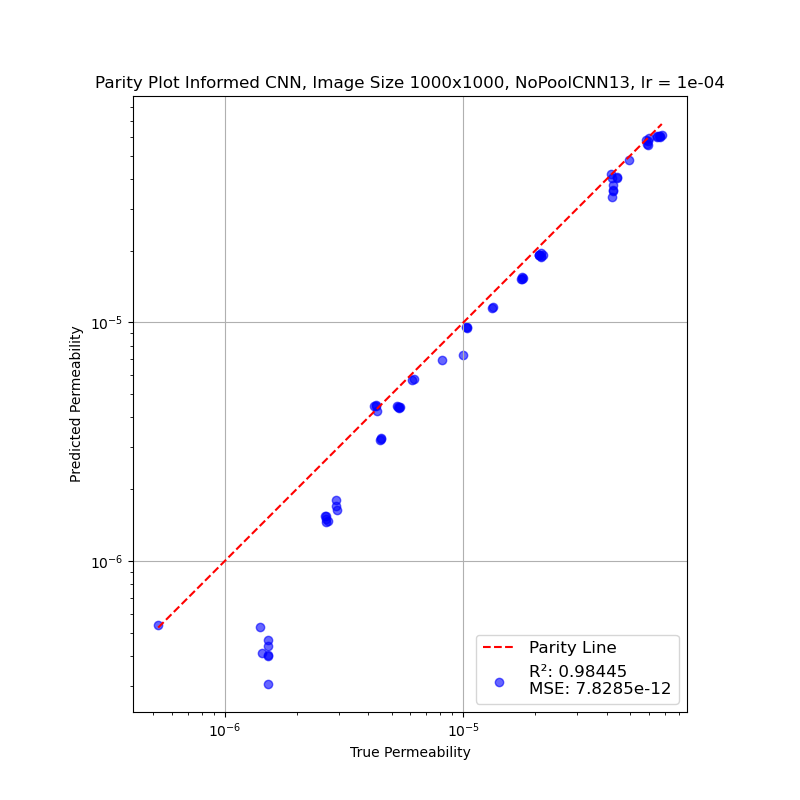 Parity Plot Informed CNN, Image Size 1000x1000, NoPoolCNN13, lr = 1e-04
Predicted Permeability
10⁻⁵
10⁻⁶
Parity Line
R²: 0.98445
MSE: 7.8285e-12
10⁻⁶
10⁻⁵
True Permeability